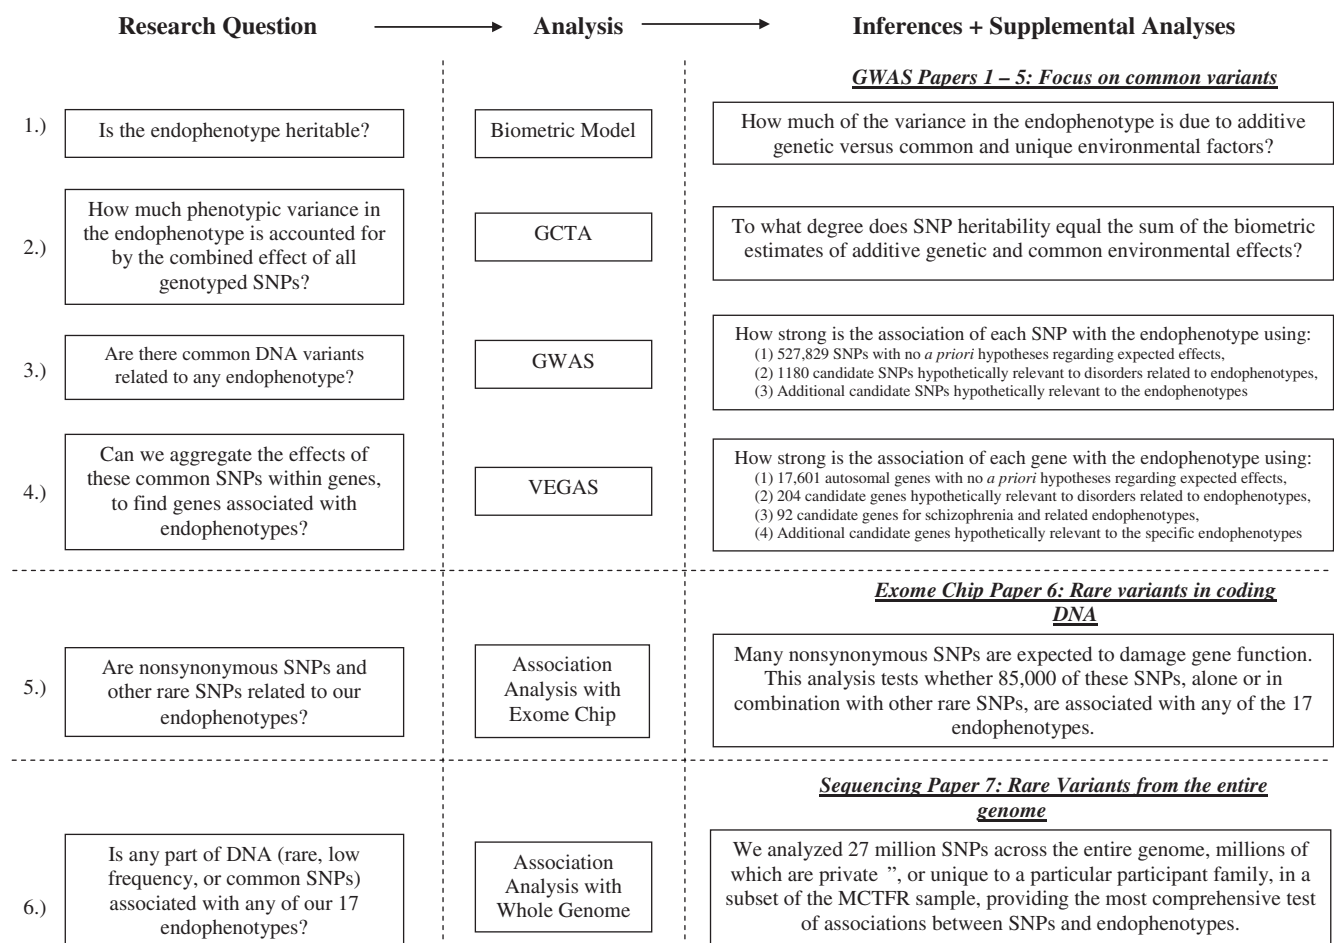 Research Question
Analysis
Inferences + Supplemental Analyses
GWAS Papers 1 – 5: Focus on common variants
1.)
Is the endophenotype heritable?
Biometric Model
How much of the variance in the endophenotype is due to additive
genetic versus common and unique environmental factors?
2.)
How much phenotypic variance in
the endophenotype is accounted for
by the combined effect of all
genotyped SNPs?
GCTA
To what degree does SNP heritability equal the sum of the biometric
estimates of additive genetic and common environmental effects?
3.)
Are there common DNA variants
related to any endophenotype?
GWAS
How strong is the association of each SNP with the endophenotype using:
(1) 527,829 SNPs with no a priori hypotheses regarding expected effects,
(2) 1180 candidate SNPs hypothetically relevant to disorders related to endophenotypes,
(3) Additional candidate SNPs hypothetically relevant to the endophenotypes
4.)
Can we aggregate the effects of
these common SNPs within genes,
to find genes associated with
endophenotypes?
VEGAS
How strong is the association of each gene with the endophenotype using:
(1) 17,601 autosomal genes with no a priori hypotheses regarding expected effects,
(2) 204 candidate genes hypothetically relevant to disorders related to endophenotypes,
(3) 92 candidate genes for schizophrenia and related endophenotypes,
(4) Additional candidate genes hypothetically relevant to the specific endophenotypes
Exome Chip Paper 6: Rare variants in coding
DNA
5.)
Are nonsynonymous SNPs and
other rare SNPs related to our
endophenotypes?
Association
Analysis with
Exome Chip
Many nonsynonymous SNPs are expected to damage gene function.
This analysis tests whether 85,000 of these SNPs, alone or in
combination with other rare SNPs, are associated with any of the 17
endophenotypes.
Sequencing Paper 7: Rare Variants from the entire
genome
6.)
Is any part of DNA (rare, low
frequency, or common SNPs)
associated with any of our 17
endophenotypes?
Association
Analysis with
Whole Genome
We analyzed 27 million SNPs across the entire genome, millions of
which are private ”, or unique to a particular participant family, in a
subset of the MCTFR sample, providing the most comprehensive test
of associations between SNPs and endophenotypes.